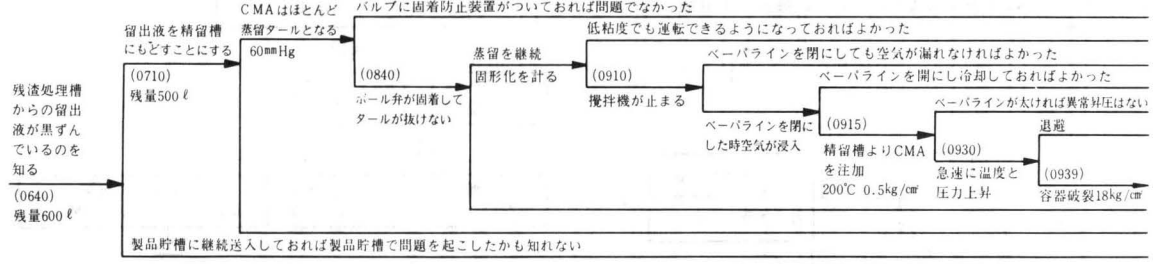 残渣処理槽
からの留出
液が黒ずん
でいるのを
知る
(0640)
残量600ℓ
留出液を精留槽
にもどすことにする
(0710)
残量500ℓ
製品貯槽に継続送入しておれば製品貯槽で問題を起こしたかも知れない
CMAはほとんど
蒸留タールとなる
60mmHg
バルブに固着防止装置がついておれば問題でなかった
(0840)
ボール弁が固着して
タールが抜けない
蒸留を継続
固形化を計る
低粘度でも運転できるようになっておればよかった
(0910)
攪拌機が止まる
ベーパラインを閉にしても空気が漏れなければよかった
ベーパラインを閉に
した時空気が浸入
ベーパラインを開にし冷却しておればよかった
(0915)
精留槽よりCMA
を注加
200℃ 0.5kg/cm²
ベーパラインが太ければ異常昇圧はない
(0930)
急速に温度と
圧力上昇
退避
(0939)
容器破裂18kg/cm²